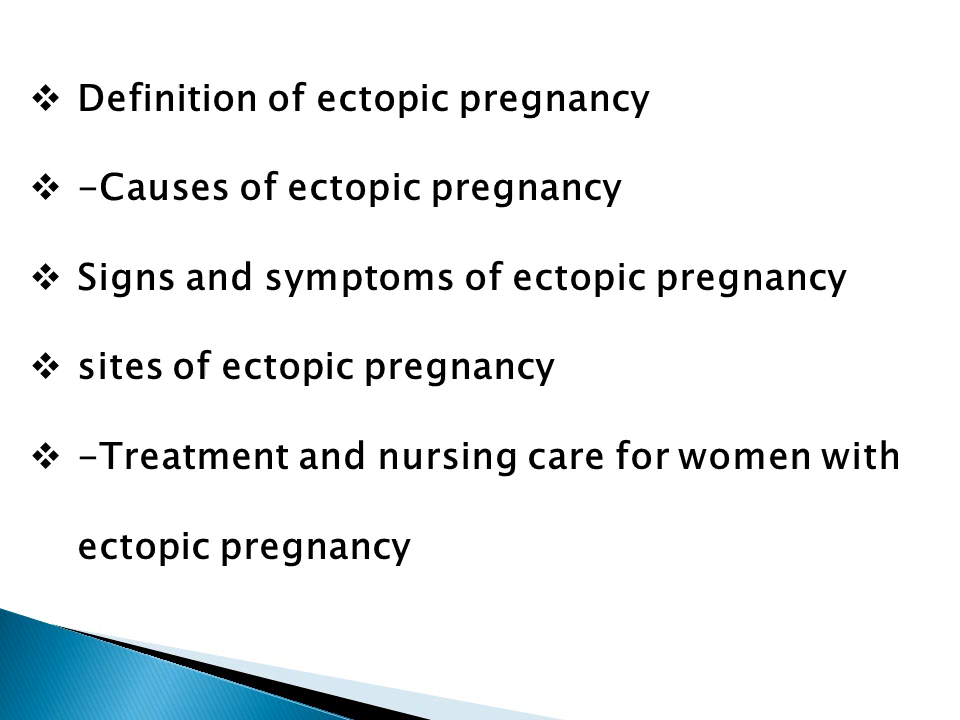 ❖ Definition of ectopic pregnancy
❖ -Causes of ectopic pregnancy
❖ Signs and symptoms of ectopic pregnancy
❖ sites of ectopic pregnancy
❖ -Treatment and nursing care for women with
ectopic pregnancy